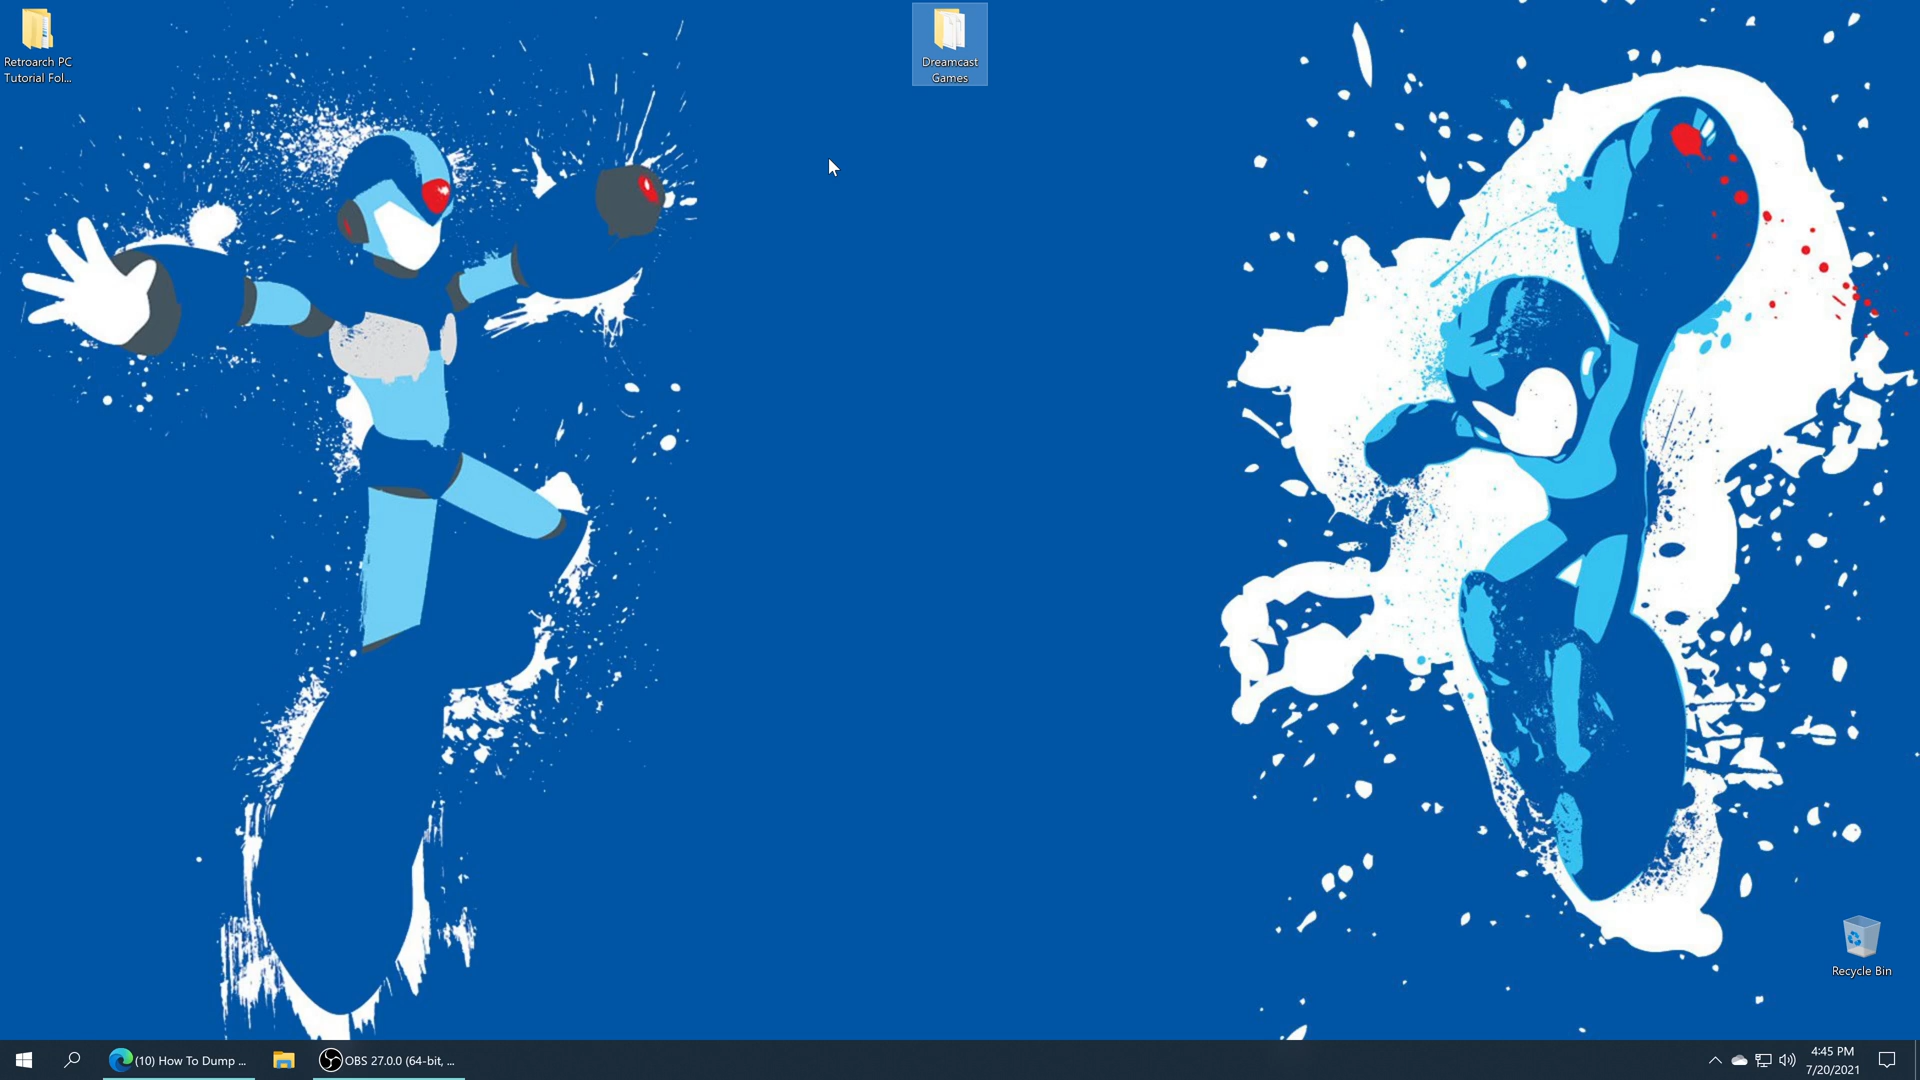 Retroarch PC
Tutorial Fol...
Dreamcast
Games
Recycle Bin
(10) How To Dump ...
OBS 27.0.0 (64-bit, ...
4:45 PM
7/20/2021